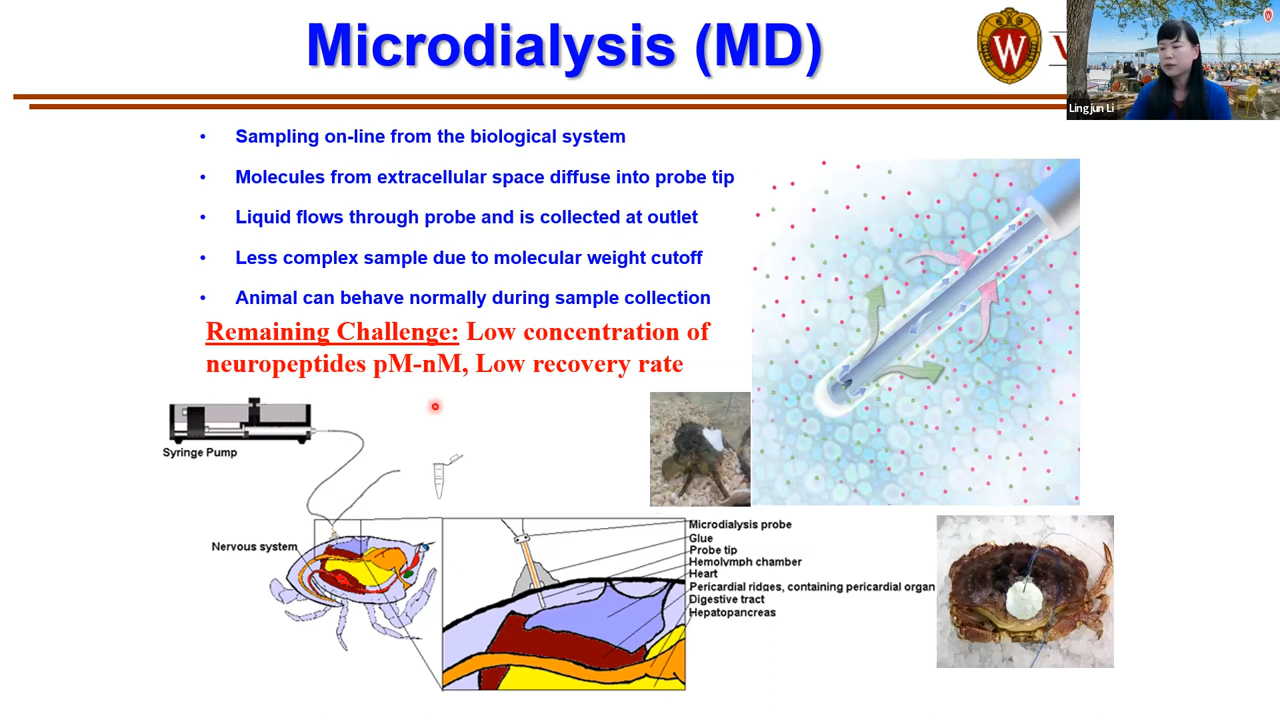 Microdialysis (MD)
W
Lingjun Li
• Sampling on-line from the biological system
• Molecules from extracellular space diffuse into probe tip
• Liquid flows through probe and is collected at outlet
• Less complex sample due to molecular weight cutoff
• Animal can behave normally during sample collection
Remaining Challenge: Low concentration of
neuropeptides pM-nM, Low recovery rate
Syringe Pump
Nervous system
Microdialysis probe
Glue
Probe tip
Hemolymph chamber
Heart
Pericardial ridges, containing pericardial organ
Digestive tract
Hepatopancreas